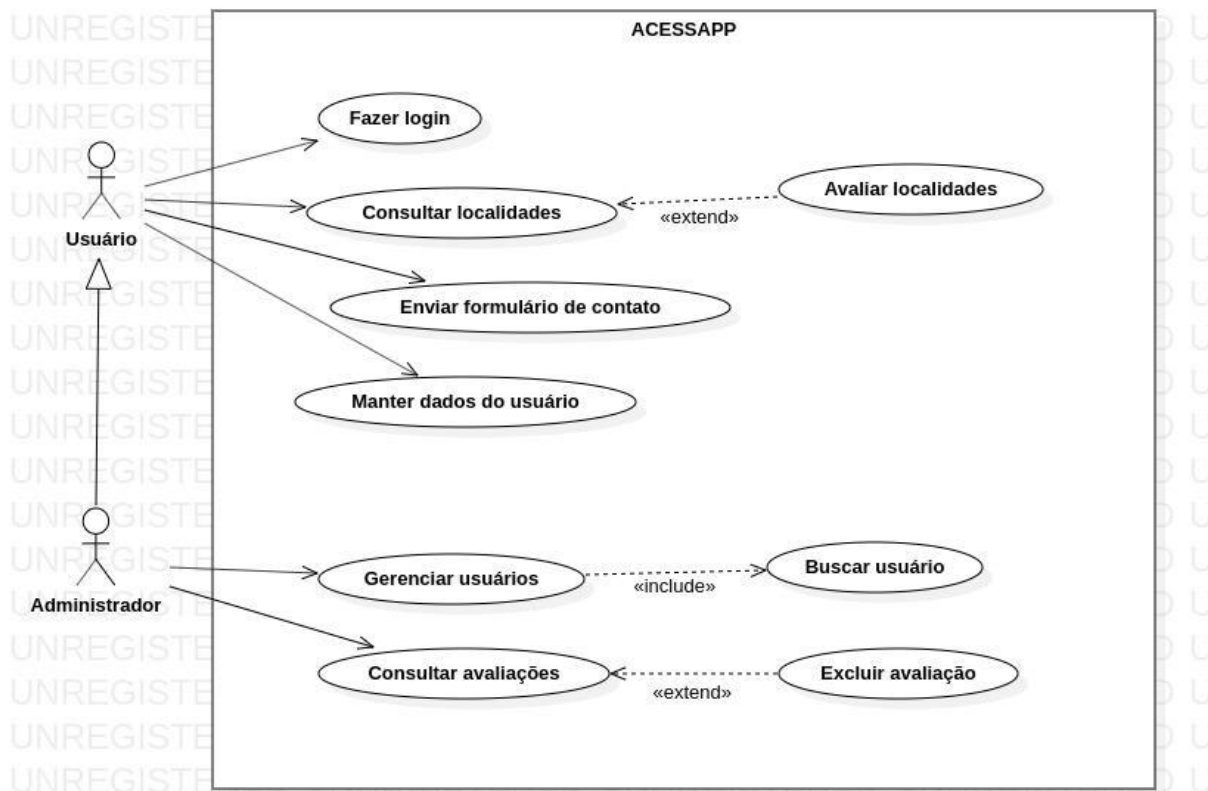 ACESSAPP
Fazer login
Avaliar localidades
Consultar localidades
«extend»
Usuário
Enviar formulário de contato
Manter dados do usuário
Gerenciar usuários
Buscar usuário
«include»
Administrador
Consultar avaliações
Excluir avaliação
«extend»